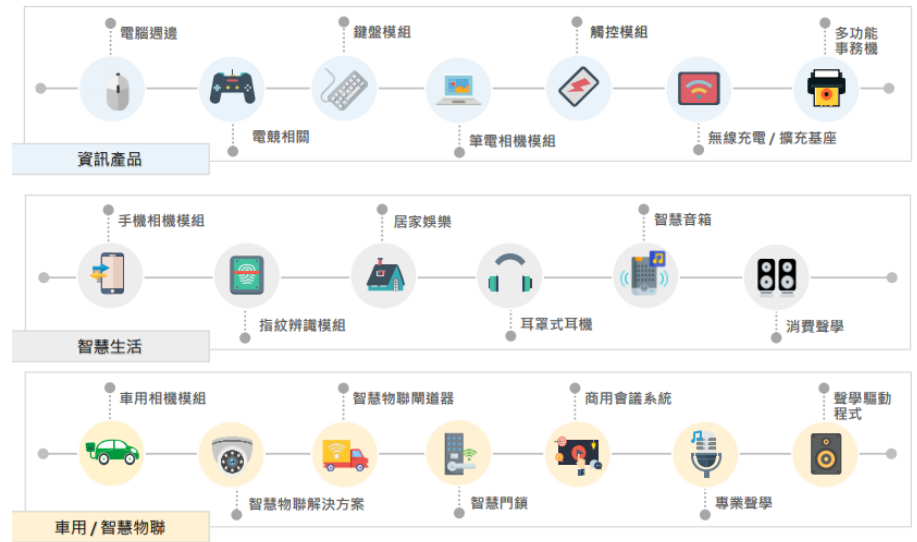 電腦週邊
電競相關
鍵盤模組
筆電相機模組
觸控模組
無線充電 / 擴充基座
多功能
事務機
資訊產品
手機相機模組
指紋辨識模組
居家娛樂
耳罩式耳機
智慧音箱
消費聲學
智慧生活
車用相機模組
智慧物聯解決方案
智慧物聯閘道器
智慧門鎖
商用會議系統
專業聲學
聲學驅動
程式
車用 / 智慧物聯